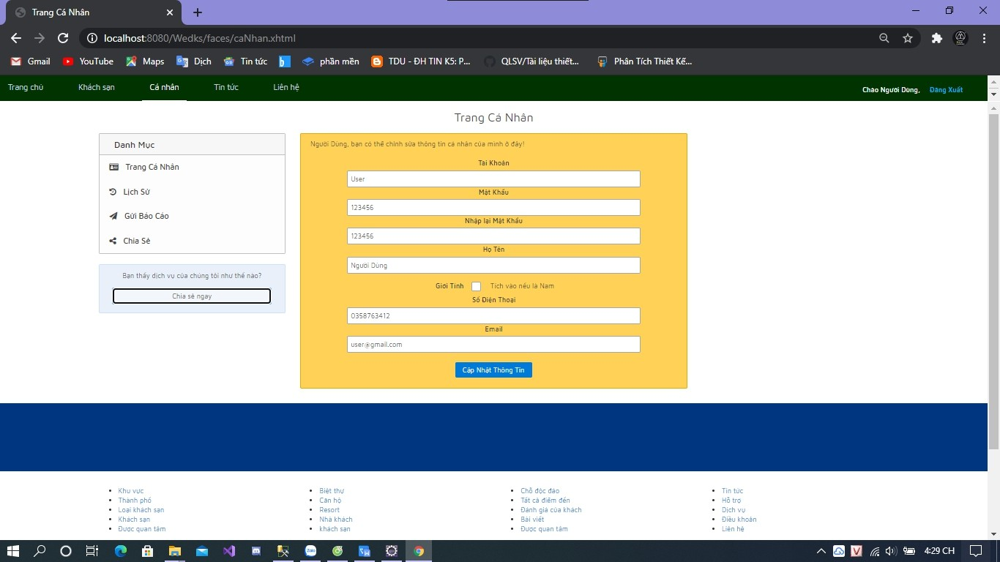 Trang Cá Nhân
localhost:8080/Wedks/faces/caNhan.xhtml
Gmail YouTube Maps Dịch Tin tức phần mền TDU - ĐH TIN K5: P... QLSV/Tài liệu thiết... Phân Tích Thiết Kế...
Trang chủ Khách sạn Cá nhân Tin tức Liên hệ Chào Người Dùng, Đăng Xuất
Trang Cá Nhân
Danh Mục
Trang Cá Nhân
Lịch Sử
Gửi Báo Cáo
Chia Sẻ
Bạn thấy dịch vụ của chúng tôi như thế nào?
Chia sẻ ngay
Người Dùng, bạn có thể chỉnh sửa thông tin cá nhân của mình ở đây!
Tài Khoản
User
Mật Khẩu
123456
Nhập lại Mật Khẩu
123456
Họ Tên
Người Dùng
Giới Tính Tích vào nếu là Nam
Số Điện Thoại
0358763412
Email
user@gmail.com
Cập Nhật Thông Tin
Khu vực
Thành phố
Loại khách sạn
Khách sạn
Được quan tâm
Biệt thự
Căn hộ
Resort
Nhà khách
khách sạn
Chỗ độc đáo
Tất cả điểm đến
Đánh giá của khách
Bài viết
Được quan tâm
Tin tức
Hỗ trợ
Dịch vụ
Điều khoản
Liên hệ
4:29 CH